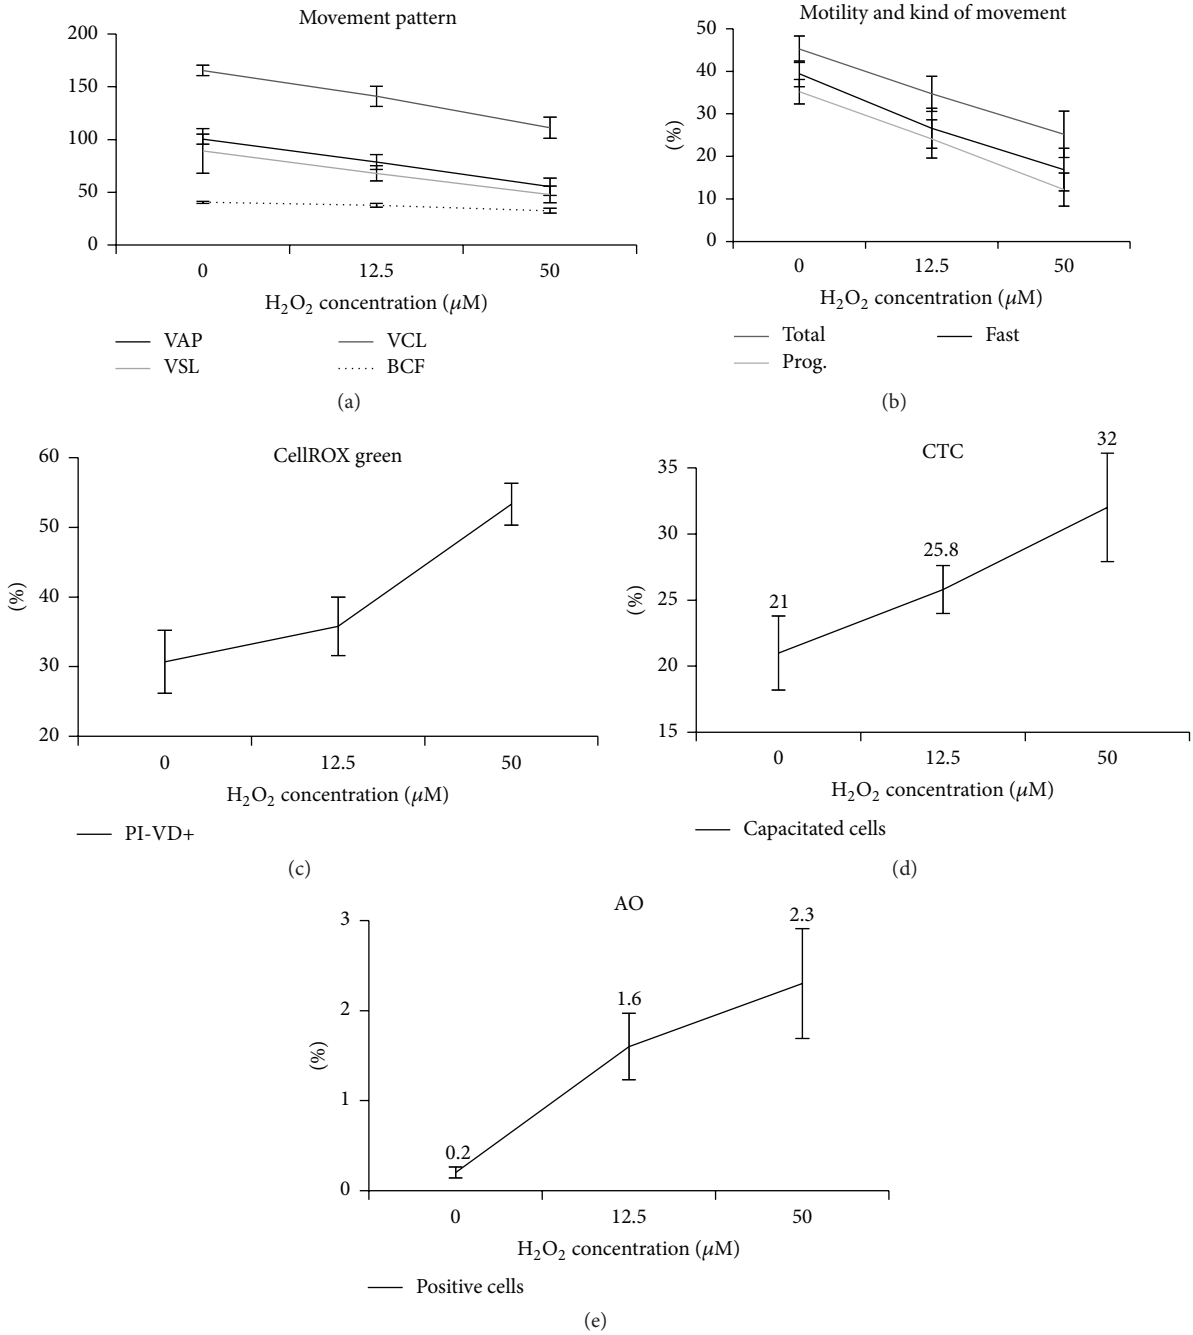 Movement pattern
200
150
100
50
0
0 12.5 50
H₂O₂ concentration (μM)
VAP VCL
VSL BCF
(a)
Motility and kind of movement
50
40
30
20
10
0
(%)
0 12.5 50
H₂O₂ concentration (μM)
Total Fast
Prog.
(b)
CellROX green
60
50
40
30
20
(%)
0 12.5 50
H₂O₂ concentration (μM)
PI-VD+
(c)
CTC
35
30
25
20
15
(%)
21
25.8
32
0 12.5 50
H₂O₂ concentration (μM)
Capacitated cells
(d)
AO
3
2
1
0
(%)
0.2
1.6
2.3
0 12.5 50
H₂O₂ concentration (μM)
Positive cells
(e)